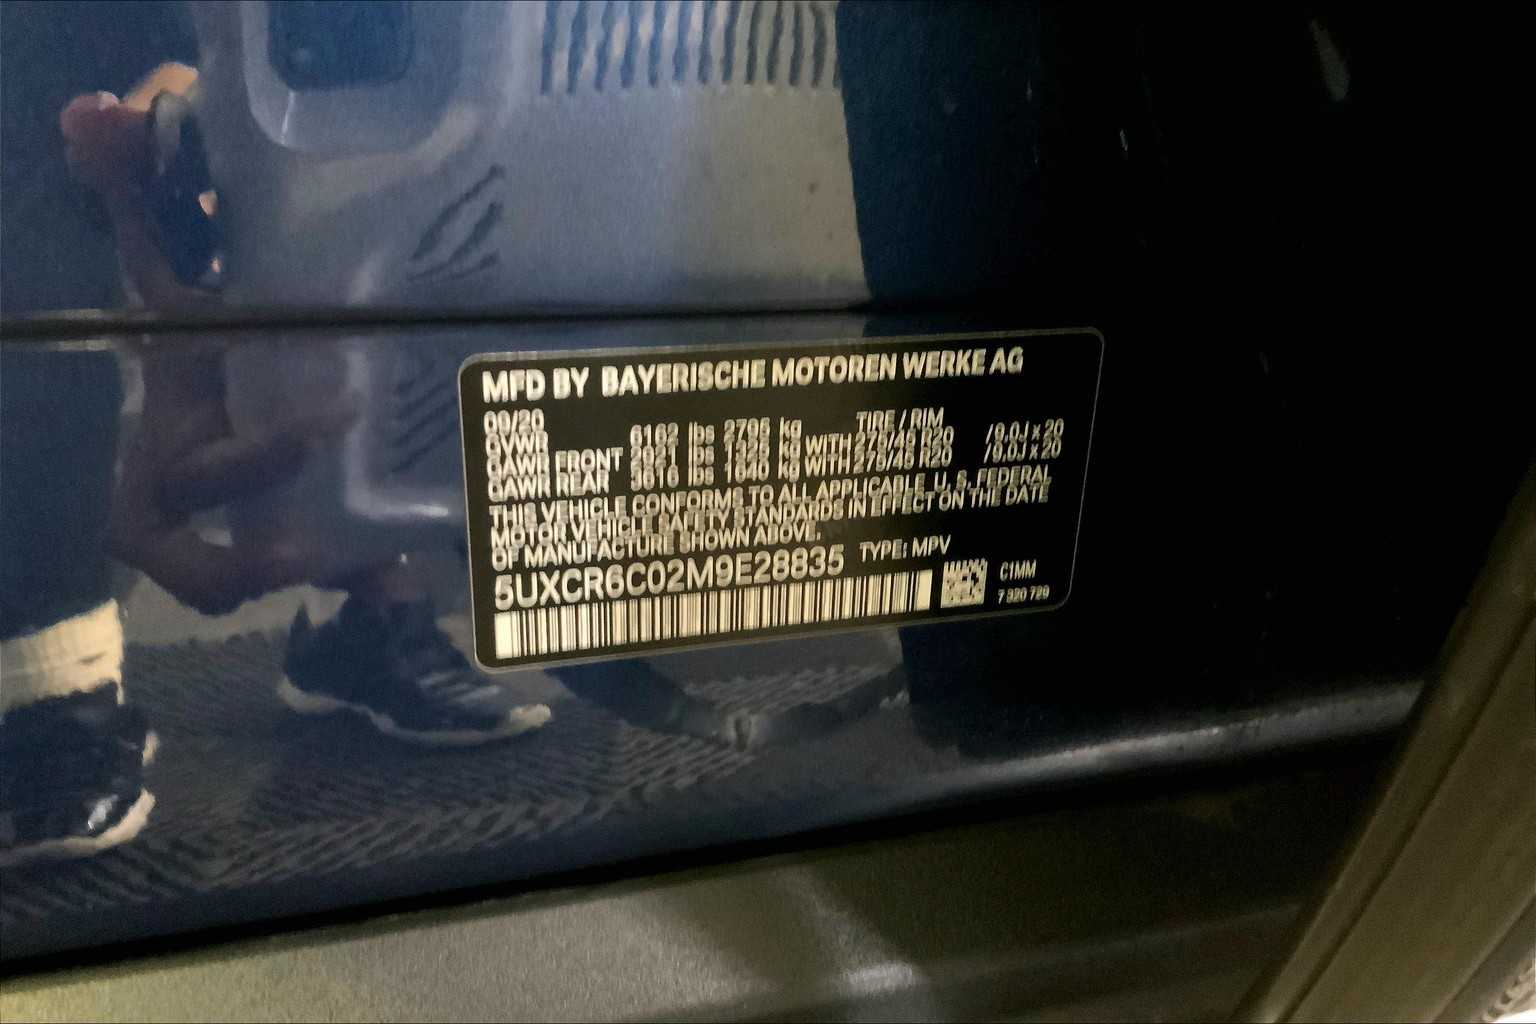 MFD BY BAYERISCHE MOTOREN WERKE AG
09/20 TIRE / RIM
GVWR 6162 lbs 2795 kg
GAWR FRONT lbs kg WITH 275/45 R20 /9.0J x 20
GAWR REAR 3616 lbs 1640 kg WITH 275/45 R20 /9.0J x 20
THIS VEHICLE CONFORMS TO ALL APPLICABLE U. S. FEDERAL
MOTOR VEHICLE SAFETY STANDARDS IN EFFECT ON THE DATE
OF MANUFACTURE SHOWN ABOVE.
5UXCR6C02M9E28835 TYPE: MPV
C1MM
7 320 729